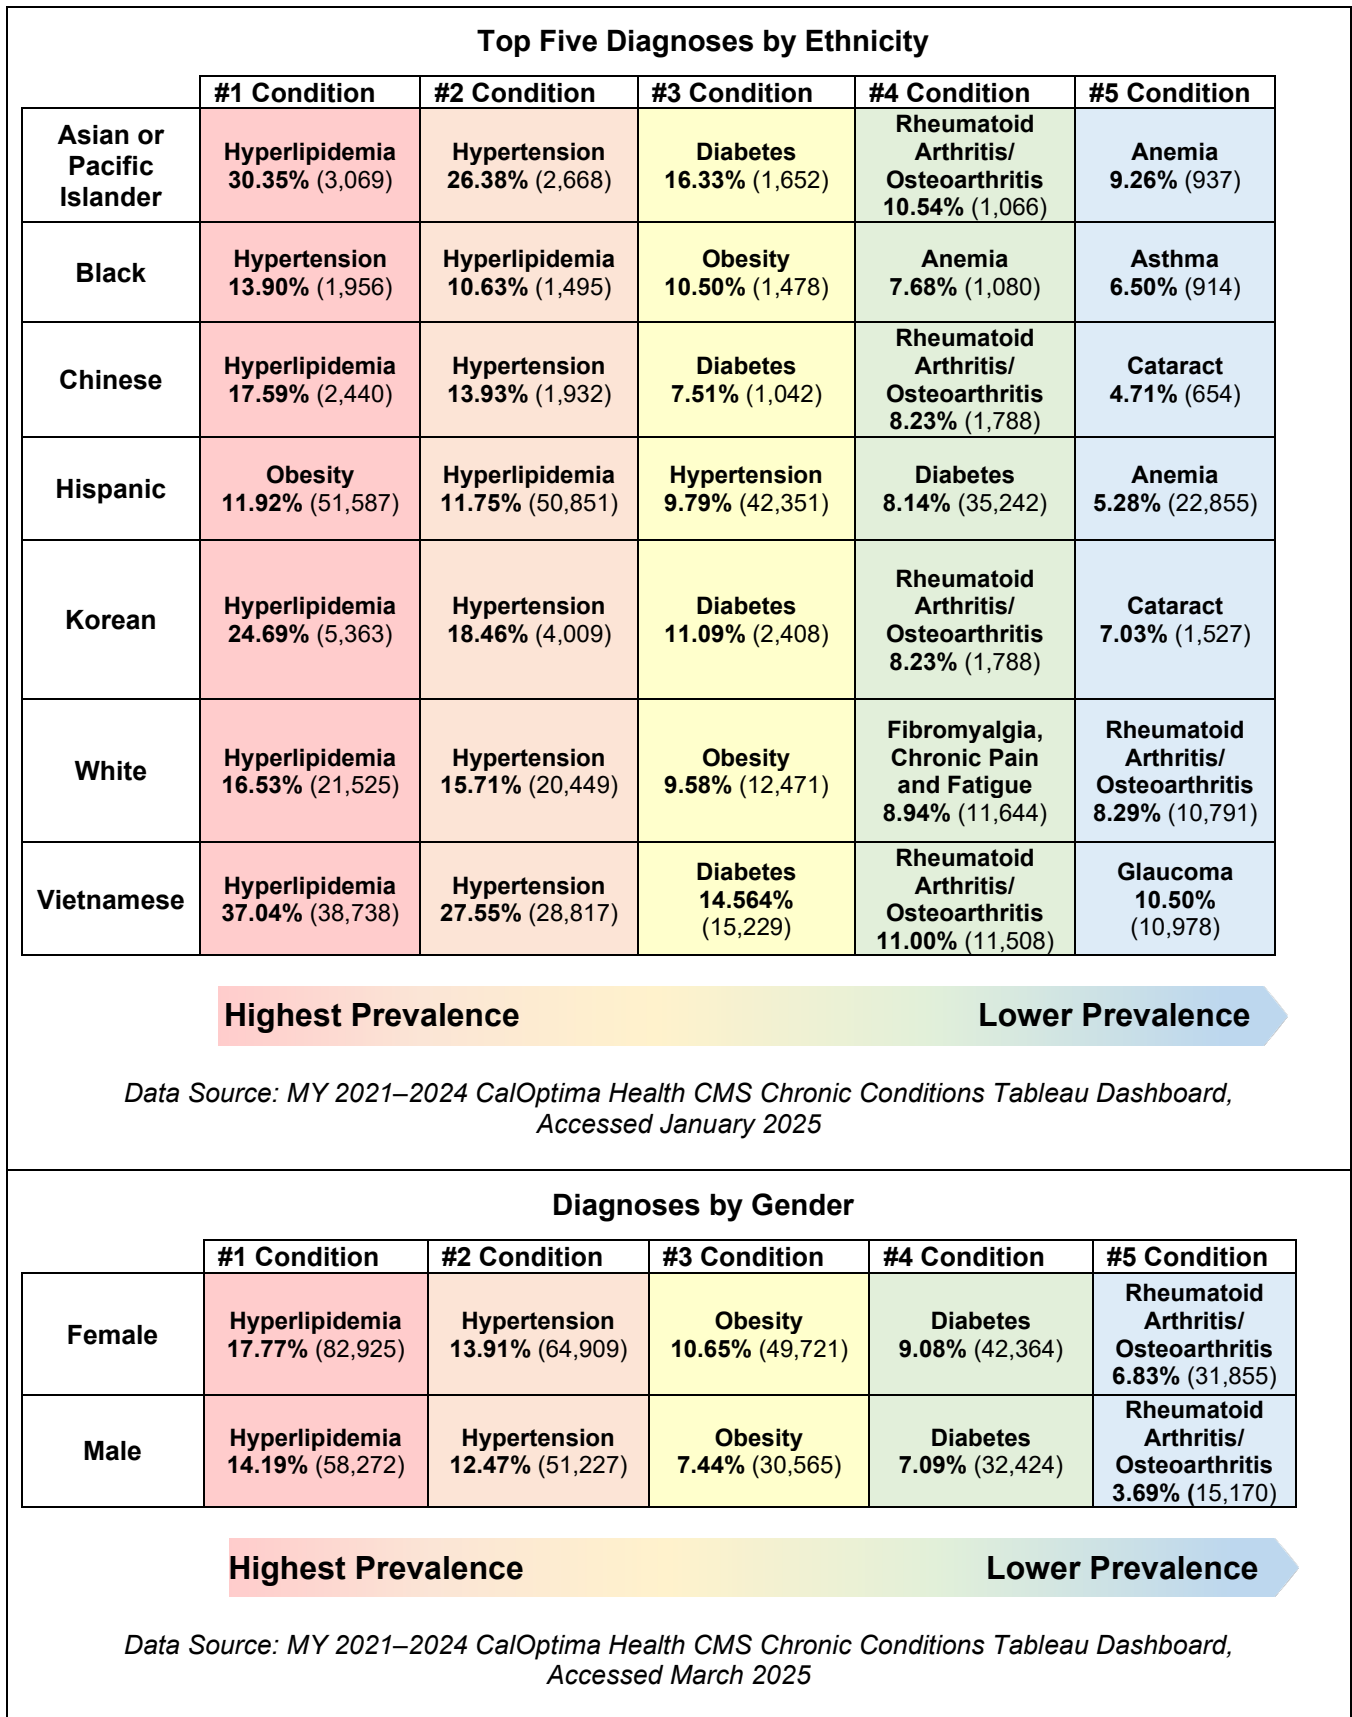 Top Five Diagnoses by Ethnicity
#1 Condition #2 Condition #3 Condition #4 Condition #5 Condition
Asian or
Pacific
Islander
Hyperlipidemia
30.35% (3,069)
Hypertension
26.38% (2,668)
Diabetes
16.33% (1,652)
Rheumatoid
Arthritis/
Osteoarthritis
10.54% (1,066)
Anemia
9.26% (937)
Black
Hypertension
13.90% (1,956)
Hyperlipidemia
10.63% (1,495)
Obesity
10.50% (1,478)
Anemia
7.68% (1,080)
Asthma
6.50% (914)
Chinese
Hyperlipidemia
17.59% (2,440)
Hypertension
13.93% (1,932)
Diabetes
7.51% (1,042)
Rheumatoid
Arthritis/
Osteoarthritis
8.23% (1,788)
Cataract
4.71% (654)
Hispanic
Obesity
11.92% (51,587)
Hyperlipidemia
11.75% (50,851)
Hypertension
9.79% (42,351)
Diabetes
8.14% (35,242)
Anemia
5.28% (22,855)
Korean
Hyperlipidemia
24.69% (5,363)
Hypertension
18.46% (4,009)
Diabetes
11.09% (2,408)
Rheumatoid
Arthritis/
Osteoarthritis
8.23% (1,788)
Cataract
7.03% (1,527)
White
Hyperlipidemia
16.53% (21,525)
Hypertension
15.71% (20,449)
Obesity
9.58% (12,471)
Fibromyalgia,
Chronic Pain
and Fatigue
8.94% (11,644)
Rheumatoid
Arthritis/
Osteoarthritis
8.29% (10,791)
Vietnamese
Hyperlipidemia
37.04% (38,738)
Hypertension
27.55% (28,817)
Diabetes
14.564%
(15,229)
Rheumatoid
Arthritis/
Osteoarthritis
11.00% (11,508)
Glaucoma
10.50%
(10,978)
Highest Prevalence Lower Prevalence
Data Source: MY 2021–2024 CalOptima Health CMS Chronic Conditions Tableau Dashboard,
Accessed January 2025
Diagnoses by Gender
#1 Condition #2 Condition #3 Condition #4 Condition #5 Condition
Female
Hyperlipidemia
17.77% (82,925)
Hypertension
13.91% (64,909)
Obesity
10.65% (49,721)
Diabetes
9.08% (42,364)
Rheumatoid
Arthritis/
Osteoarthritis
6.83% (31,855)
Male
Hyperlipidemia
14.19% (58,272)
Hypertension
12.47% (51,227)
Obesity
7.44% (30,565)
Diabetes
7.09% (32,424)
Rheumatoid
Arthritis/
Osteoarthritis
3.69% (15,170)
Highest Prevalence Lower Prevalence
Data Source: MY 2021–2024 CalOptima Health CMS Chronic Conditions Tableau Dashboard,
Accessed March 2025